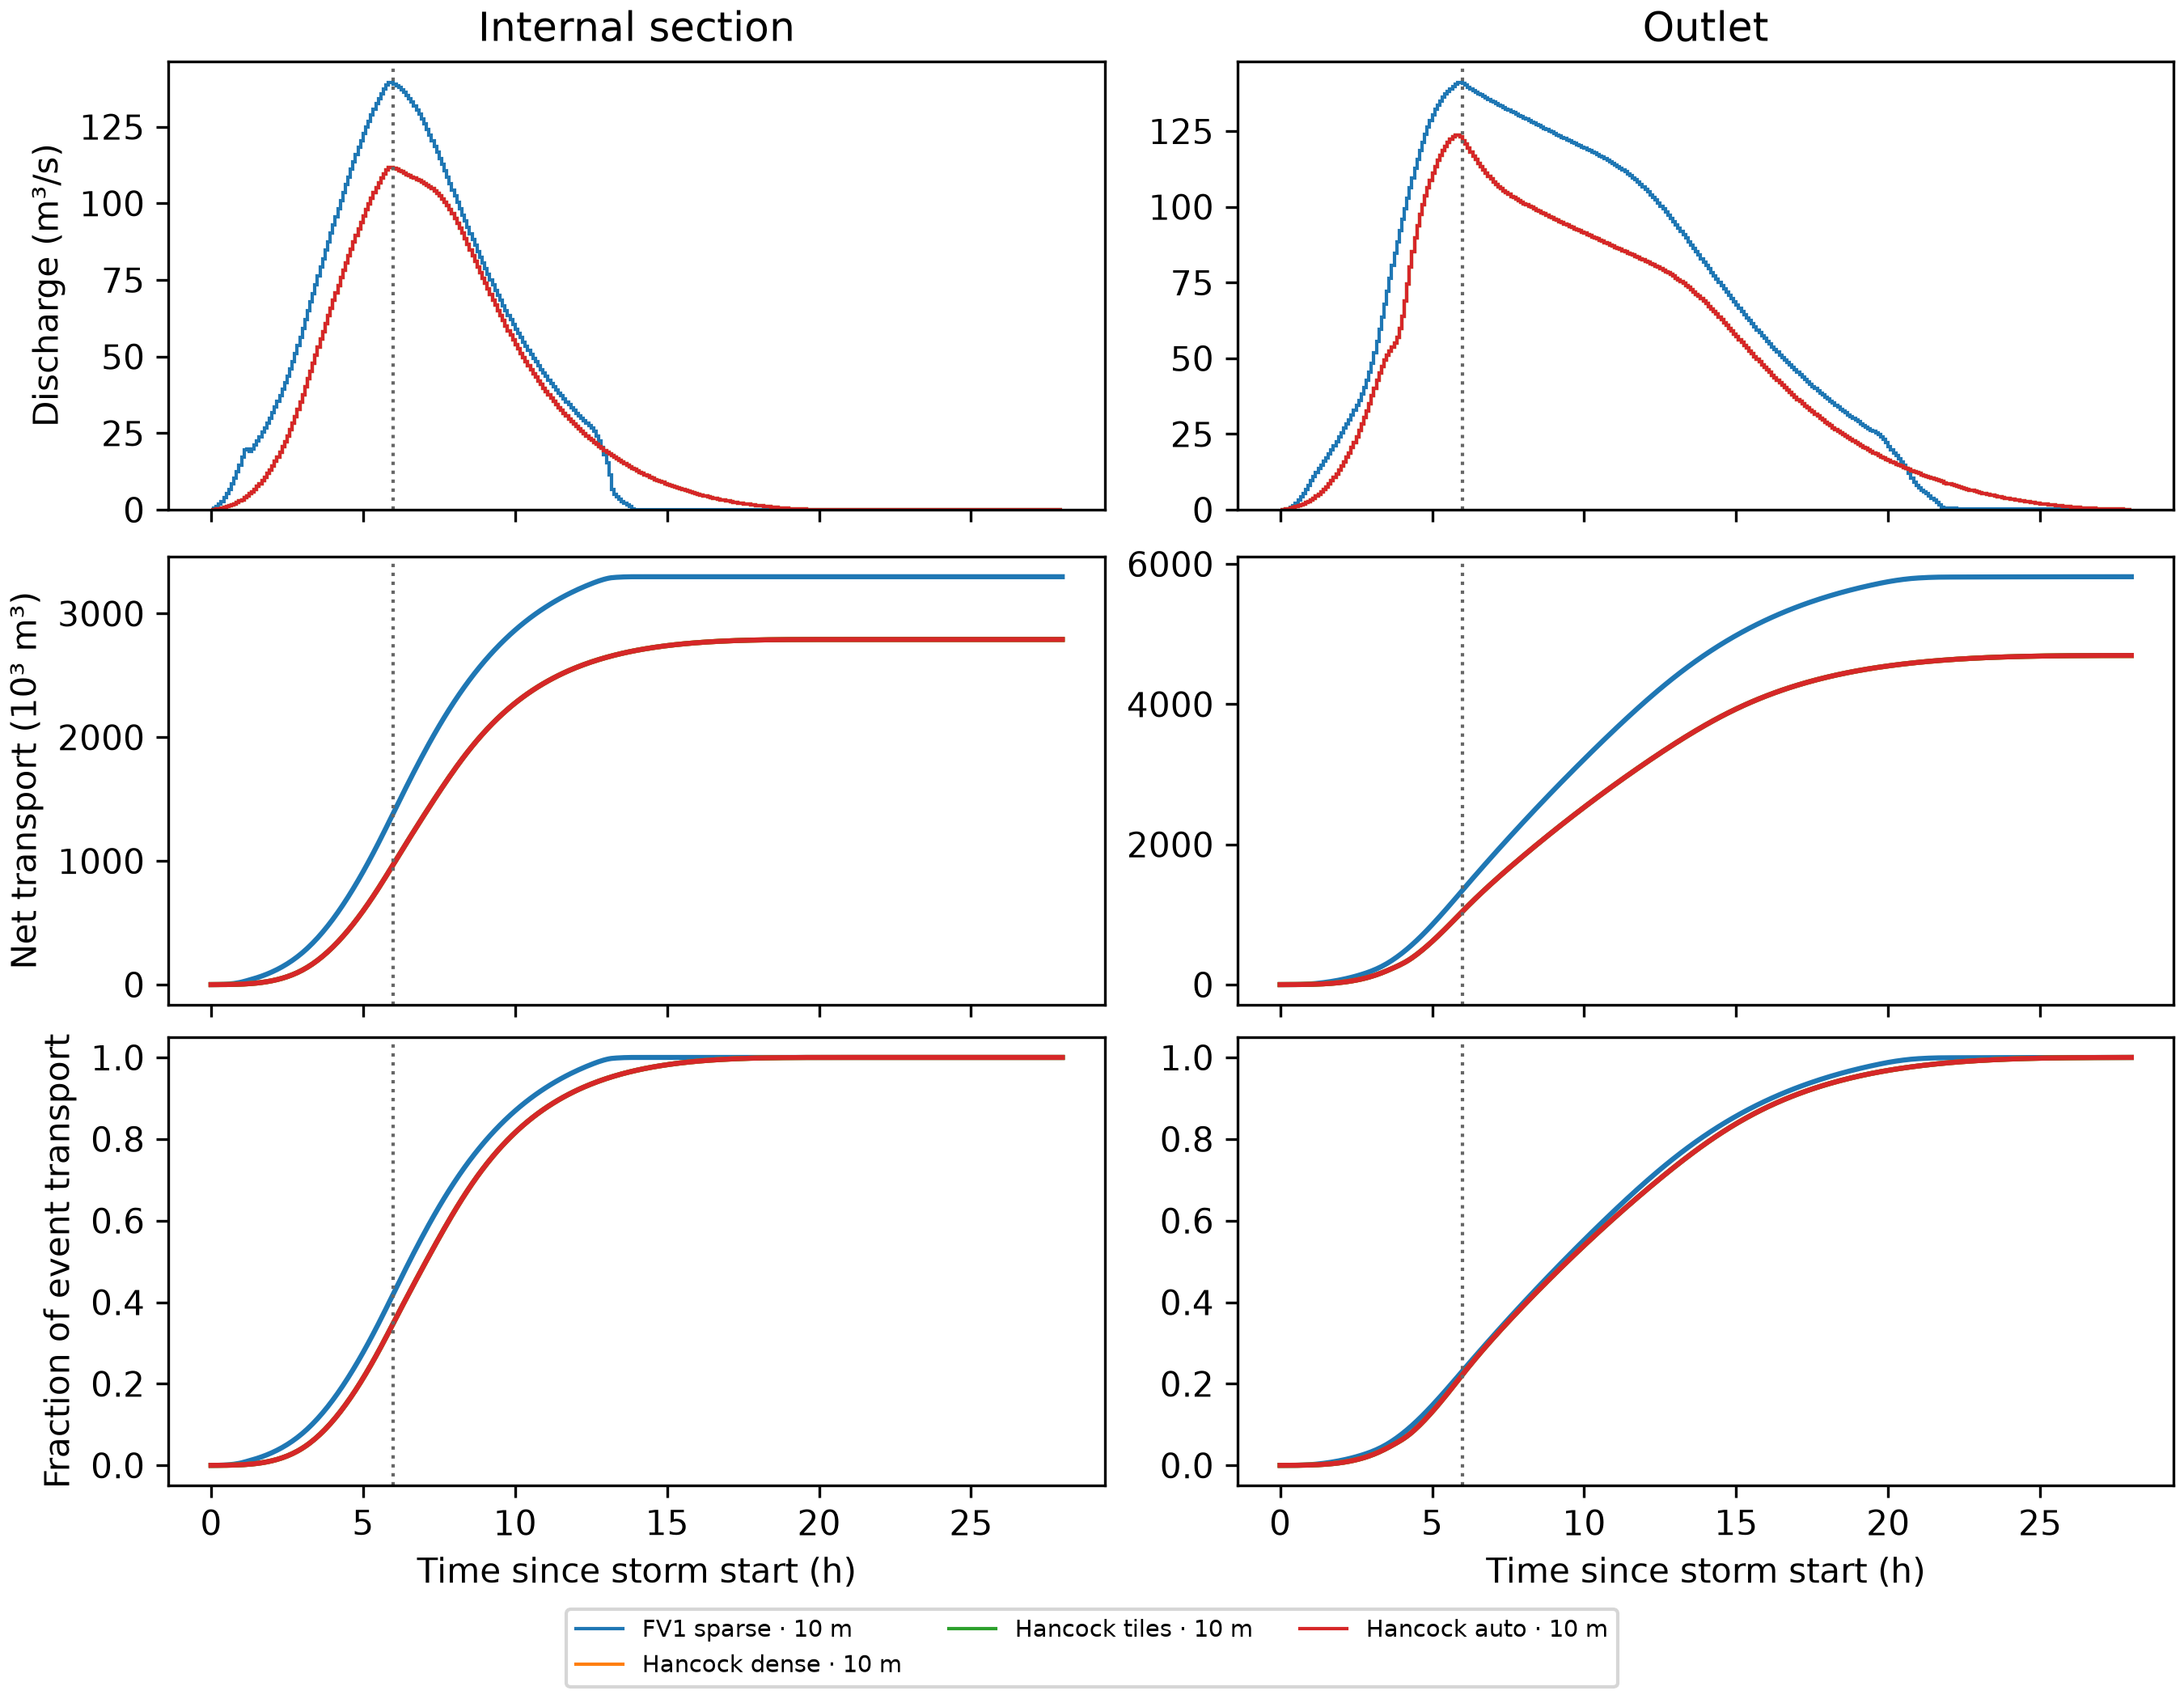 Internal section
Outlet
Discharge (m³/s)
125
100
75
50
25
0
125
100
75
50
25
0
Net transport (10³ m³)
3000
2000
1000
0
6000
4000
2000
0
Fraction of event transport
1.0
0.8
0.6
0.4
0.2
0.0
1.0
0.8
0.6
0.4
0.2
0.0
0 5 10 15 20 25
0 5 10 15 20 25
Time since storm start (h)
Time since storm start (h)
FV1 sparse · 10 m
Hancock dense · 10 m
Hancock tiles · 10 m
Hancock auto · 10 m